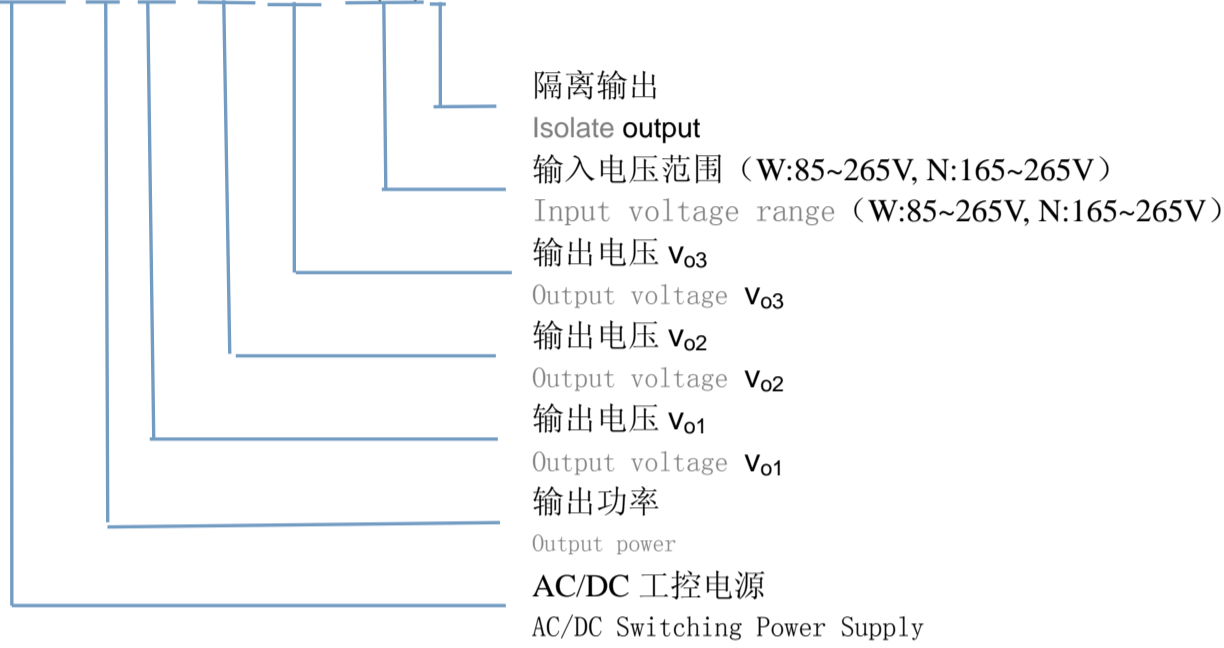 隔离输出
Isolate output
输入电压范围（W:85~265V, N:165~265V）
Input voltage range（W:85~265V, N:165~265V）
输出电压 Vo3
Output voltage Vo3
输出电压 Vo2
Output voltage Vo2
输出电压 Vo1
Output voltage Vo1
输出功率
Output power
AC/DC 工控电源
AC/DC Switching Power Supply